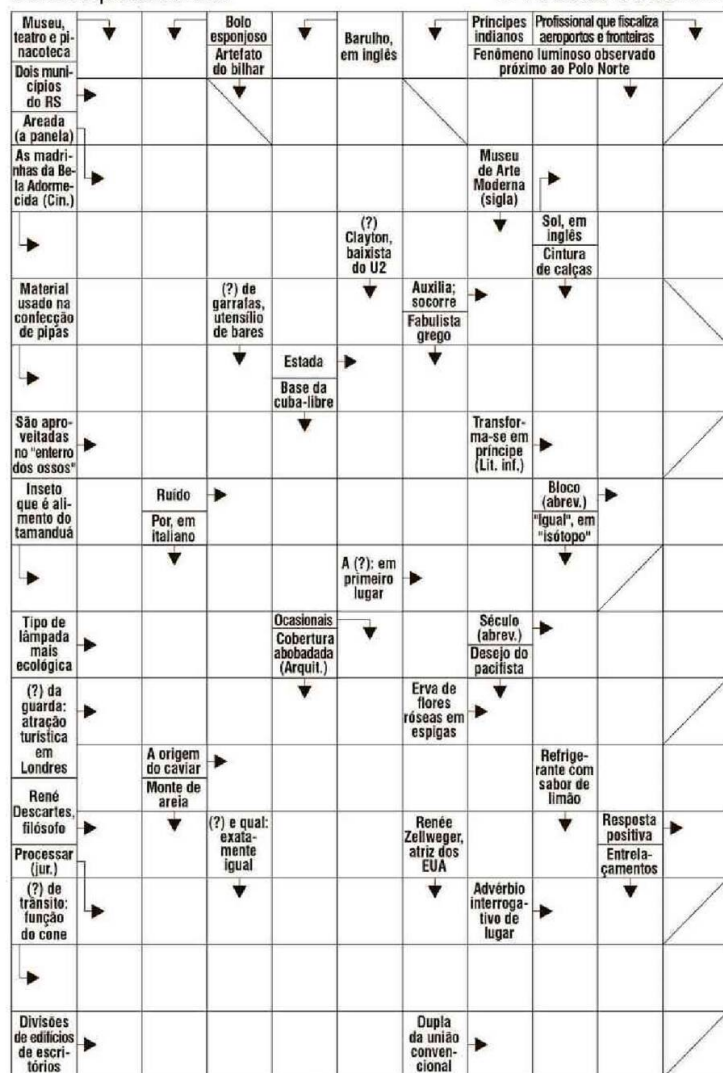 Museu,
teatro e pi-
nacoteca
Bolo
esponjoso
Artefato
do bilhar
Barulho,
em inglês
Príncipes
indianos
Profissional que fiscaliza
aeroportos e fronteiras
Fenômeno luminoso observado
próximo ao Polo Norte
Dois muni-
cípios
do RS
Areada
(a panela)
As madri-
nhas da Be-
la Adorme-
cida (Cin.)
Museu
de Arte
Moderna
(sigla)
(?)
Clayton,
baixista
do U2
Sol, em
inglês
Cintura
de calças
Material
usado na
confecção
de pipas
(?) de
garrafas,
utensílio
de bares
Auxilia;
socorre
Fabulista
grego
Estada
Base da
cuba-libre
São apro-
veitadas
no "enterro
dos ossos"
Transfor-
ma-se em
príncipe
(Lit. inf.)
Inseto
que é ali-
mento do
tamanduá
Ruído
Por, em
italiano
Bloco
(abrev.)
"Igual", em
"isótopo"
A (?): em
primeiro
lugar
Tipo de
lâmpada
mais
ecológica
Ocasionais
Cobertura
abobadada
(Arquit.)
Século
(abrev.)
Desejo do
pacifista
(?) da
guarda:
atração
turística
em
Londres
Erva de
flores
róseas em
espigas
A origem
do caviar
Monte de
areia
Refrige-
rante com
sabor de
limão
René
Descartes,
filósofo
Processar
(jur.)
(?) e qual:
exata-
mente
igual
Renée
Zellweger,
atriz dos
EUA
Resposta
positiva
Entrela-
çamentos
(?) de
trânsito:
função
do cone
Advérbio
interroga-
tivo de
lugar
Divisões
de edifícios
de escri-
tórios
Dupla
da união
conven-
cional